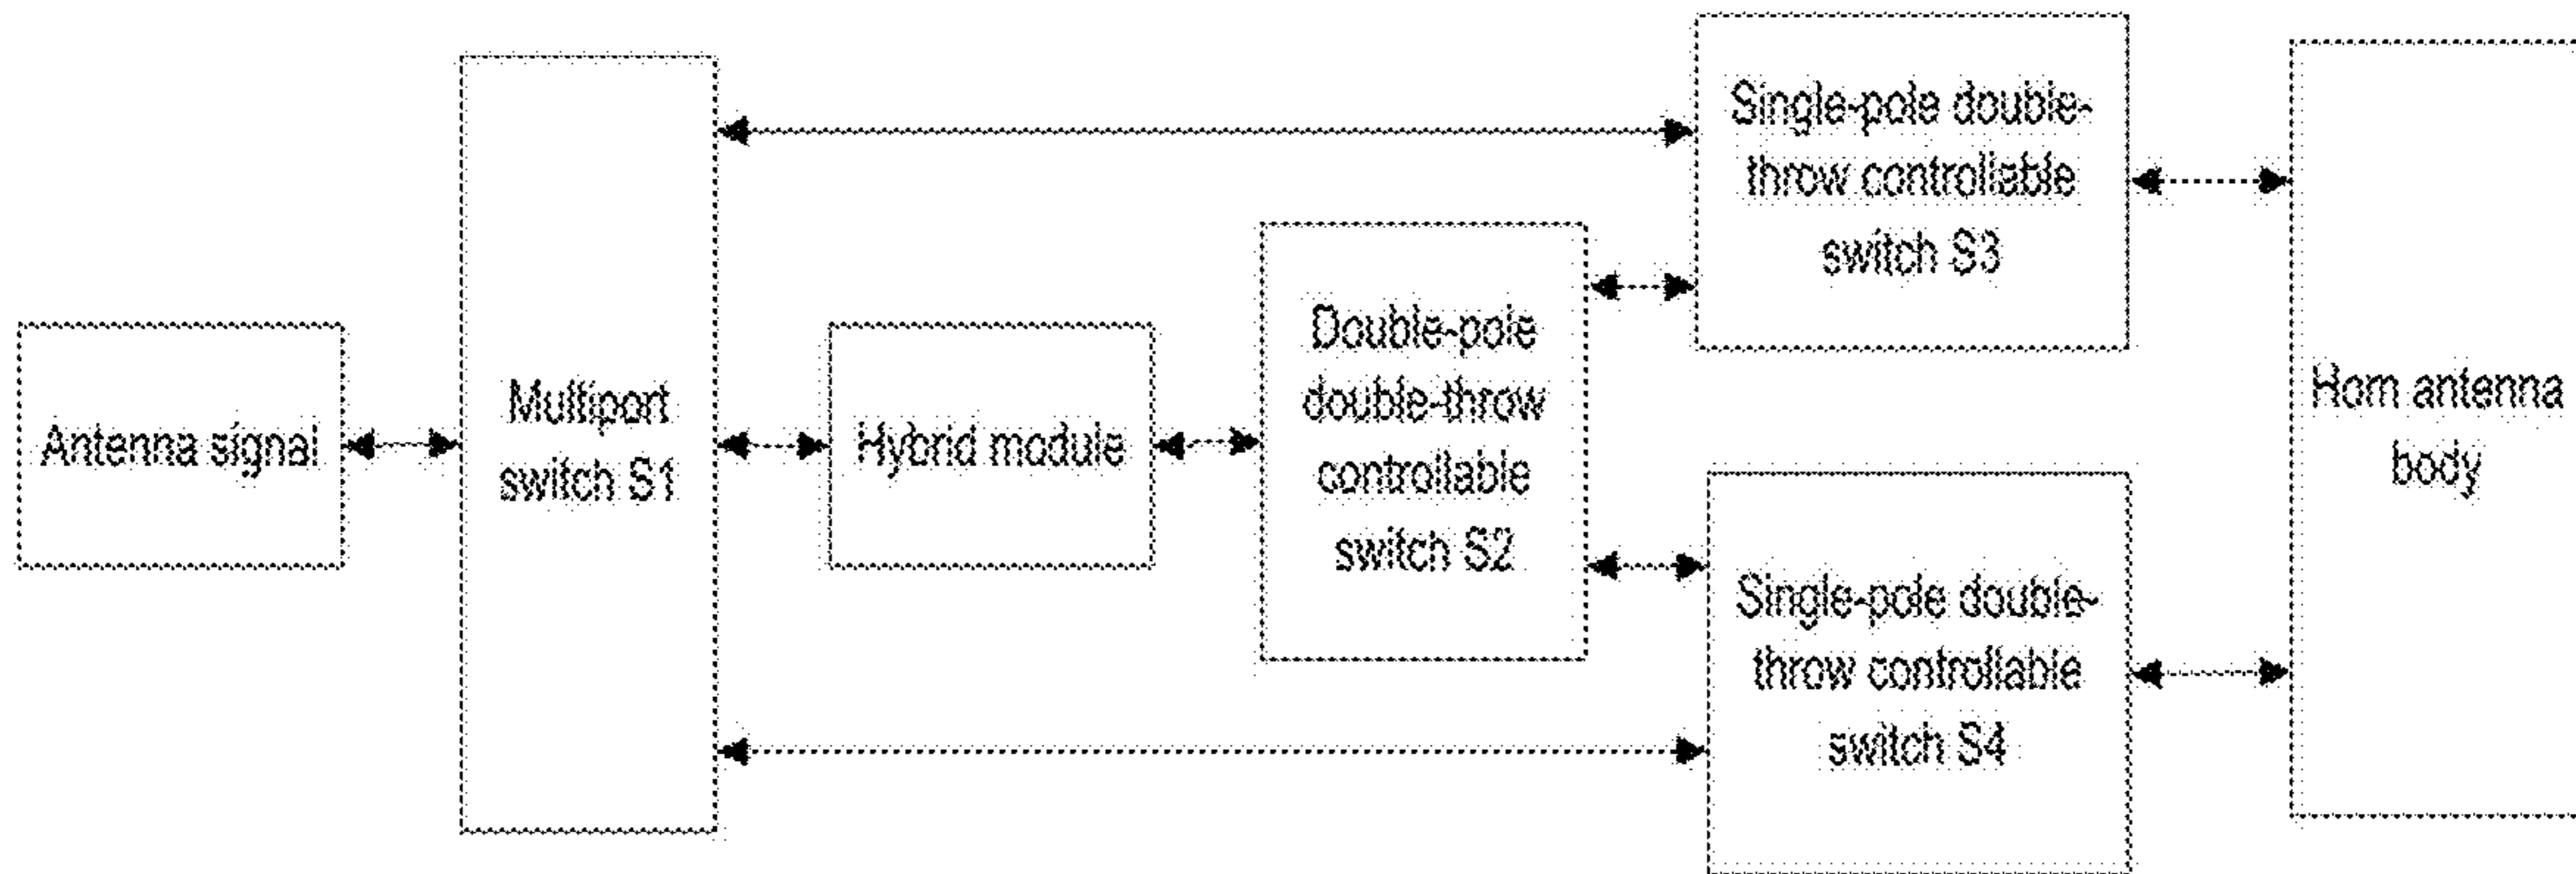 Antenna signal
Multiport
switch S1
Hybrid module
Double-pole
double-throw
controllable
switch S2
Single-pole double-
throw controllable
switch S3
Single-pole double-
throw controllable
switch S4
Horn antenna
body